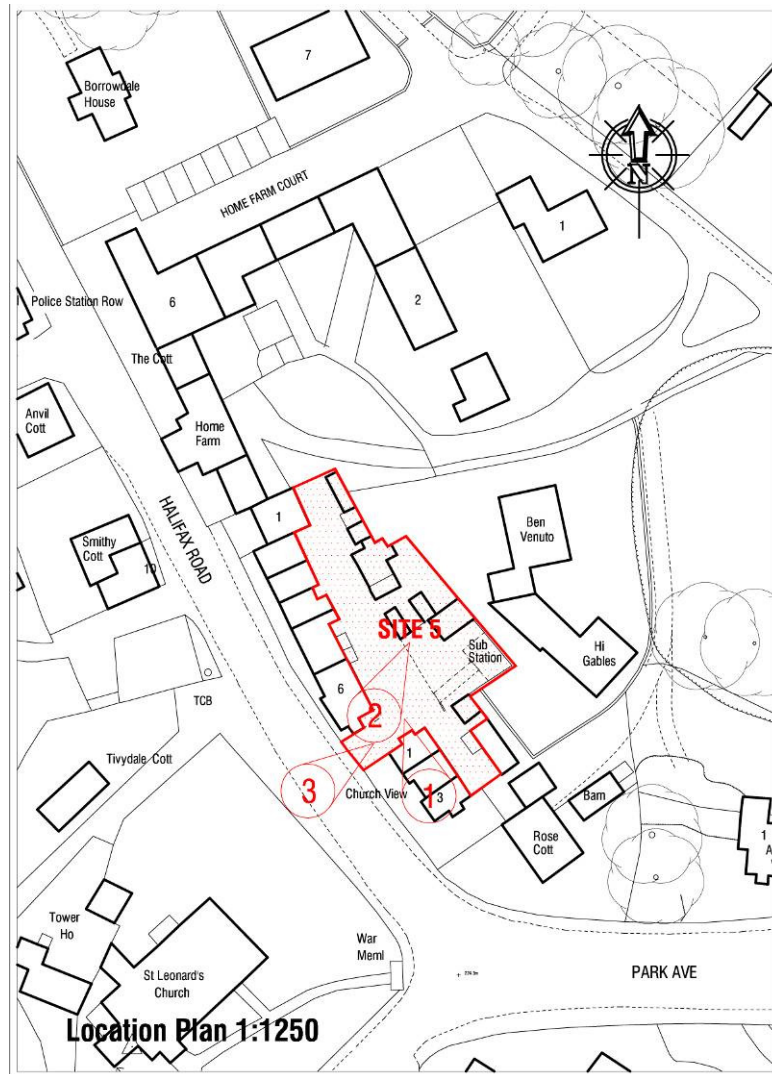 7
Borrowdale
House
N
HOME FARM COURT
1
6
2
Police Station Row
The Cott
Anvil
Cott
Home
Farm
HALIFAX ROAD
1
Ben
Venuto
Smithy
Cott
10
SITE 5
Sub
Station
Hi
Gables
6
TCB
2
Tivydale Cott
3
Church View
1
3
1
Barn
Rose
Cott
1
A
Tower
Ho
War
Meml
St Leonard's
Church
PARK AVE
Location Plan 1:1250